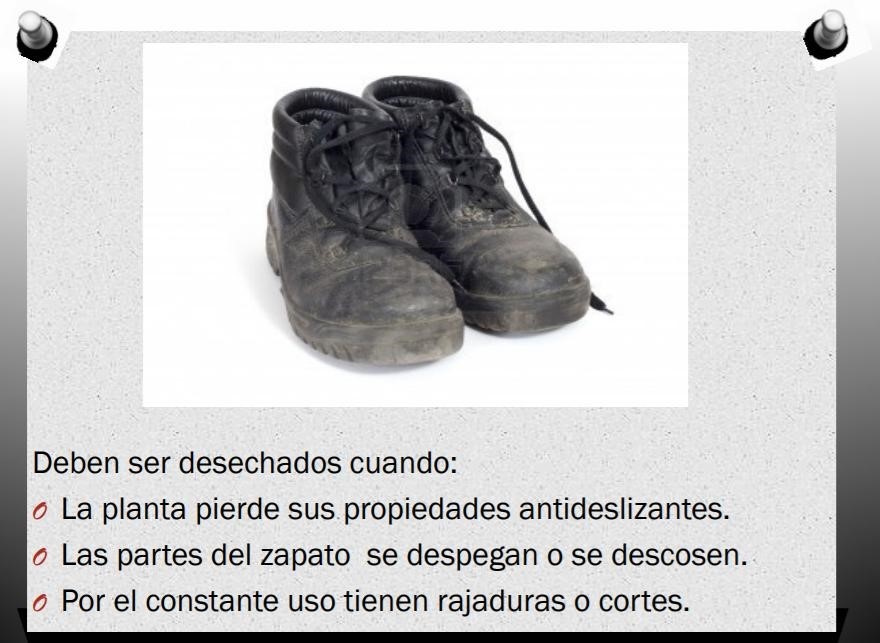 Deben ser desechados cuando:
La planta pierde sus propiedades antideslizantes.
Las partes del zapato se despegan o se descosen.
Por el constante uso tienen rajaduras o cortes.